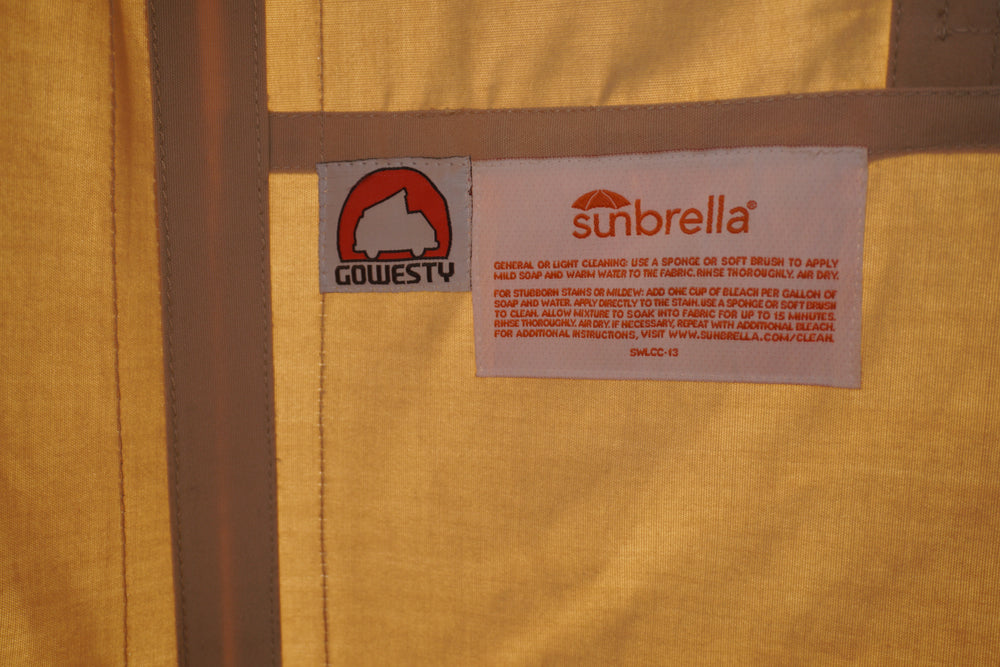 GOWESTY
sunbrella®
GENERAL OR LIGHT CLEANING: USE A SPONGE OR SOFT BRUSH TO APPLY
MILD SOAP AND WARM WATER TO THE FABRIC. RINSE THOROUGHLY. AIR DRY.
FOR STUBBORN STAINS OR MILDEW: ADD ONE CUP OF BLEACH PER GALLON OF
SOAP AND WATER. APPLY DIRECTLY TO THE STAIN. USE A SPONGE OR SOFT BRUSH
TO CLEAN. ALLOW MIXTURE TO SOAK INTO FABRIC FOR UP TO 15 MINUTES.
RINSE THOROUGHLY. AIR DRY. IF NECESSARY, REPEAT WITH ADDITIONAL BLEACH.
FOR ADDITIONAL INSTRUCTIONS, VISIT WWW.SUNBRELLA.COM/CLEAN.
SWLCC-13